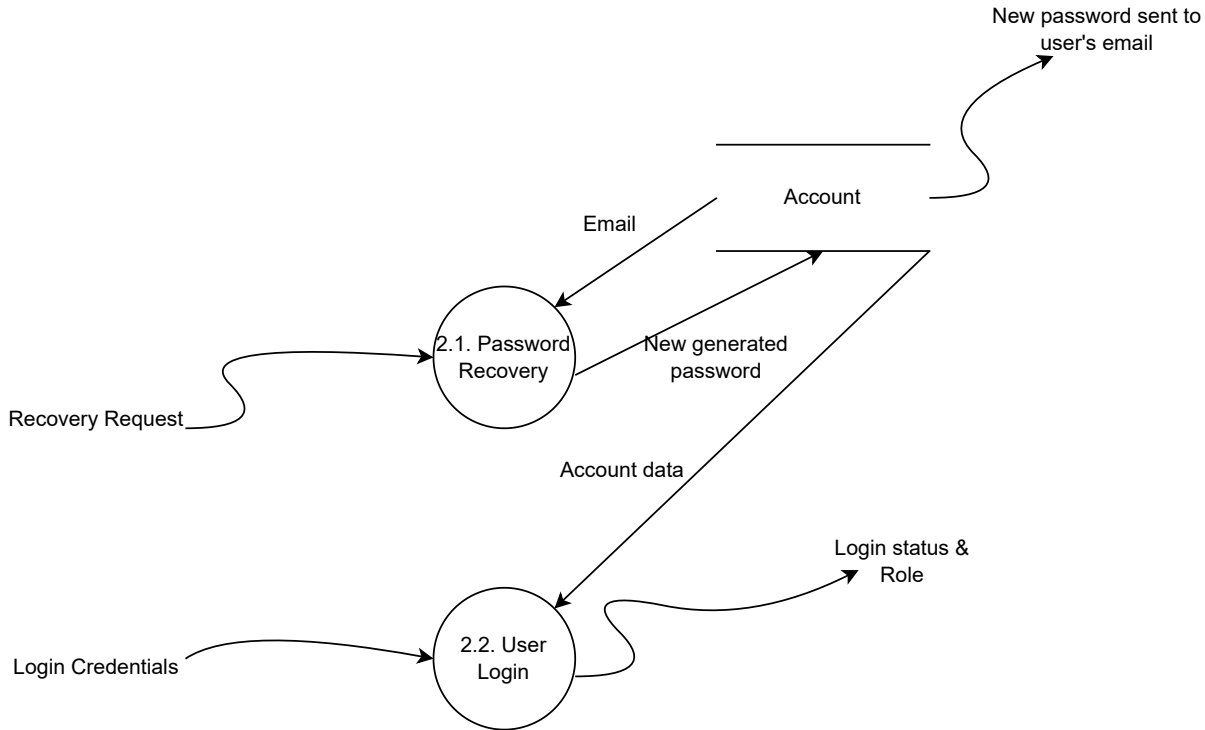 New password sent to
user's email
Account
Email
2.1. Password
Recovery
New generated
password
Recovery Request
Account data
Login status &
Role
2.2. User
Login
Login Credentials